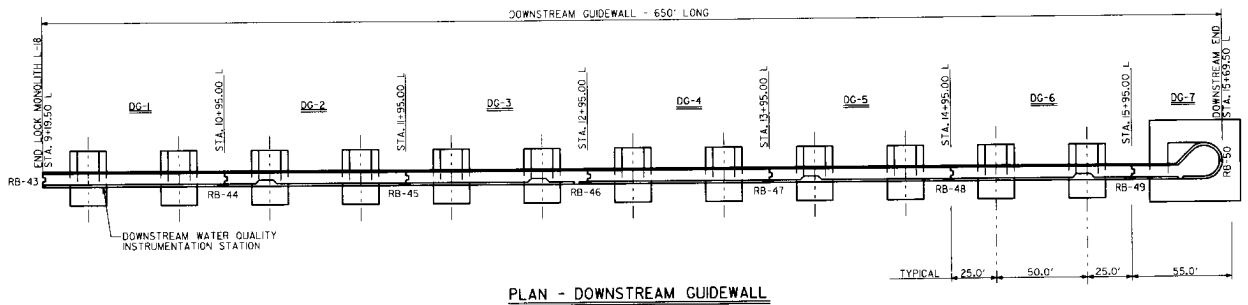 DOWNSTREAM GUIDEWALL - 650' LONG
END LOCK MONOLITH L-18
STA. 9+19.50 L
DG-1
STA. 10+95.00 L
DG-2
STA. 11+95.00 L
DG-3
STA. 12+95.00 L
DG-4
STA. 13+95.00 L
DG-5
STA. 14+95.00 L
DG-6
STA. 15+95.00 L
DG-7
DOWNSTREAM END
STA. 15+69.50 L
RB-43
RB-44
RB-45
RB-46
RB-47
RB-48
RB-49
RB-50
DOWNSTREAM WATER QUALITY
INSTRUMENTATION STATION
TYPICAL
25.0'
50.0'
25.0'
55.0'
PLAN - DOWNSTREAM GUIDEWALL